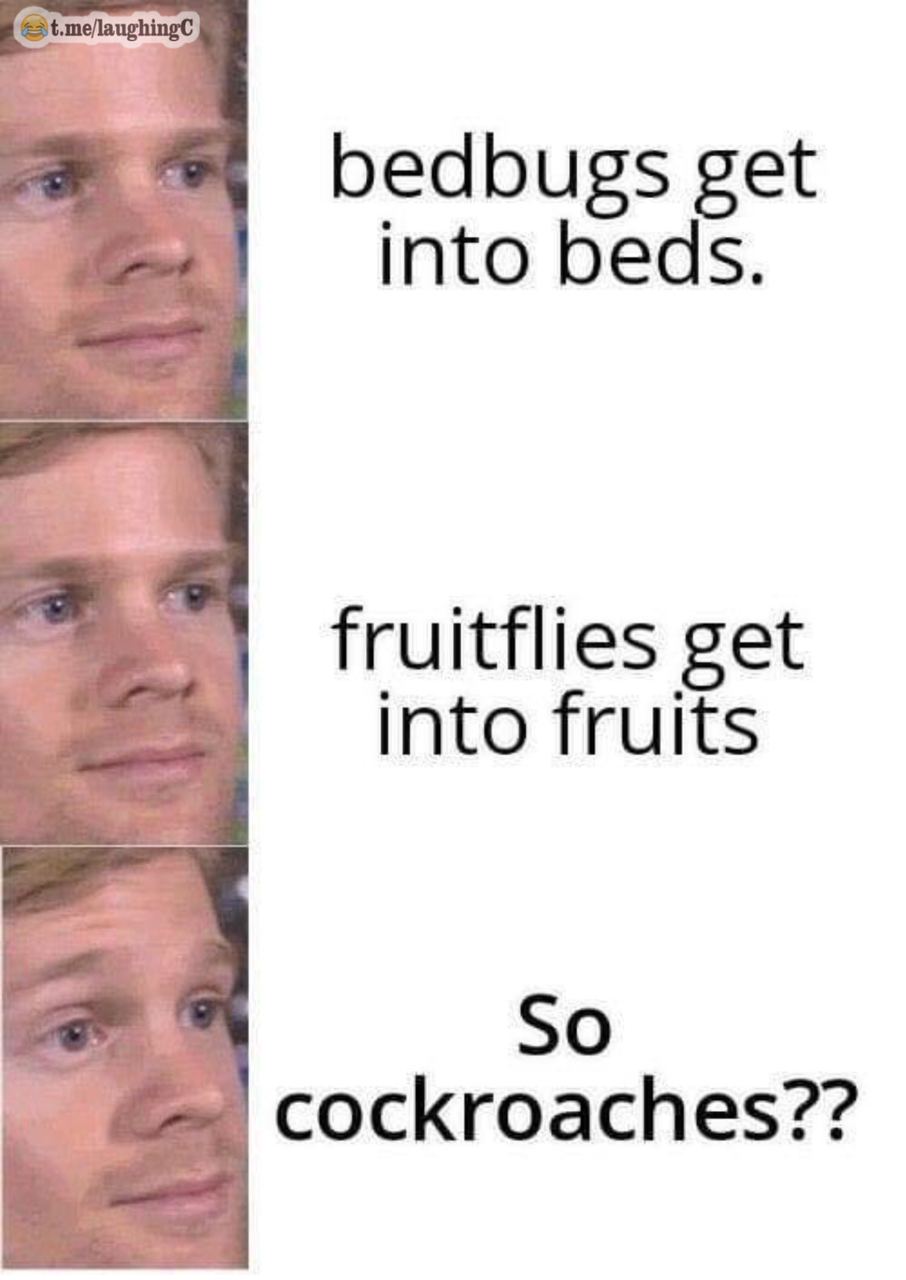 t.me/laughingC
bedbugs get
into beds.
fruitflies get
into fruits
So
cockroaches??